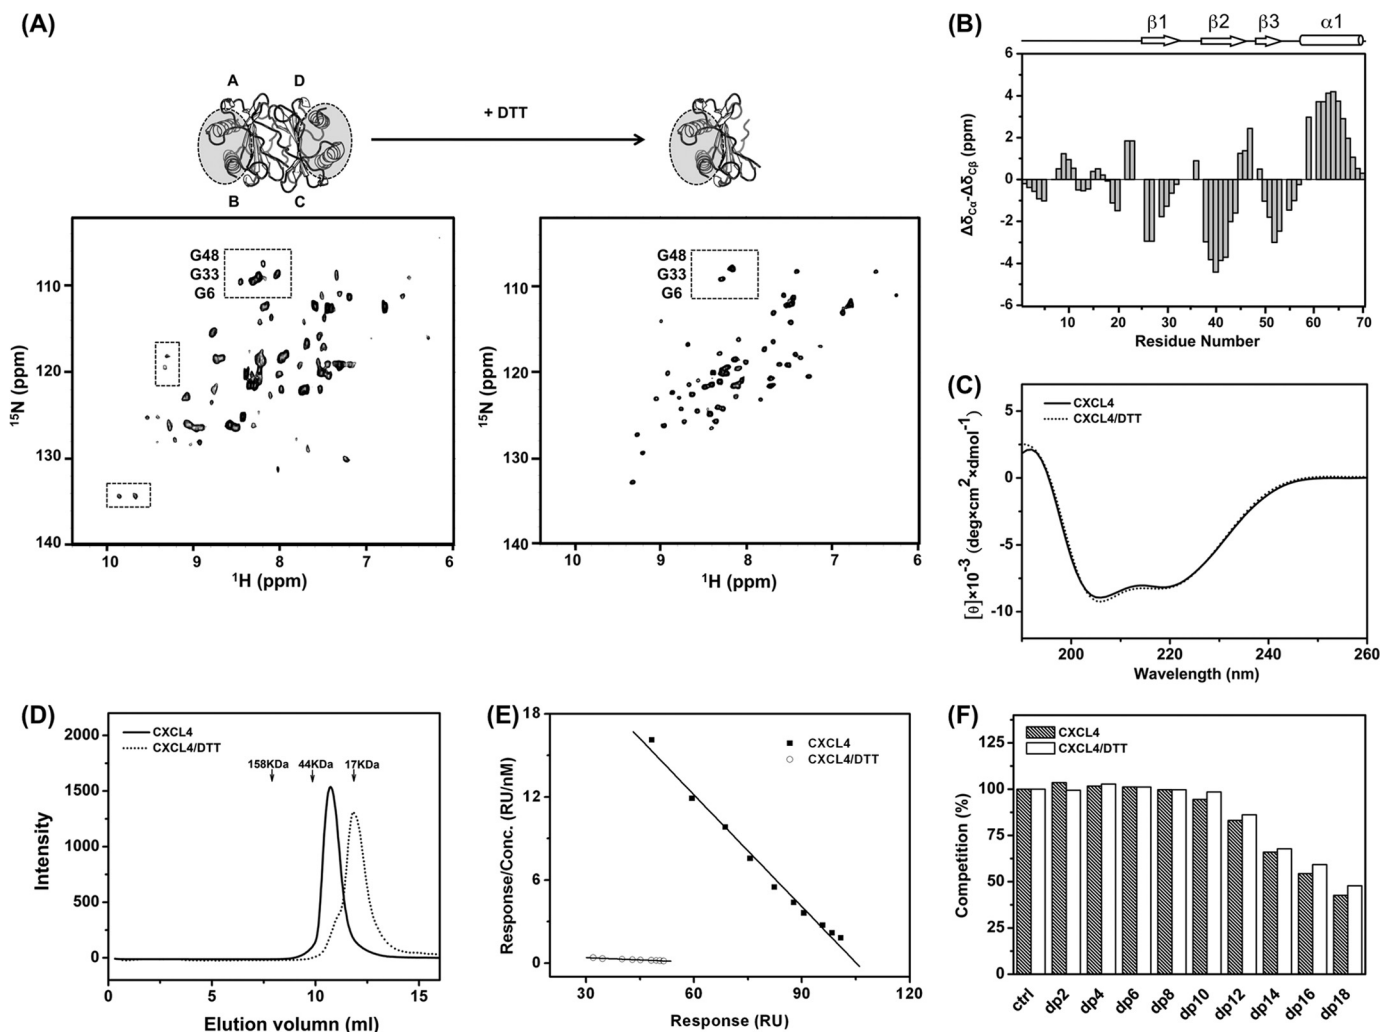 (A)
A D
+ DTT
B C
G48
G33
G6
110
120
130
140
15N (ppm)
10 9 8 7 6
1H (ppm)
G48
G33
G6
110
120
130
140
15N (ppm)
10 9 8 7 6
1H (ppm)
(B)
β1 β2 β3 α1
6
4
2
0
-2
-4
-6
ΔδCα-ΔδCβ (ppm)
10 20 30 40 50 60 70
Residue Number
(C)
CXCL4
CXCL4/DTT
5
0
-5
-10
[θ]×10-3 (deg×cm2×dmol-1)
200 220 240 260
Wavelength (nm)
(D)
CXCL4
CXCL4/DTT
158KDa 44KDa 17KDa
2000
1500
1000
500
0
Intensity
0 5 10 15
Elution volumn (ml)
(E)
CXCL4
CXCL4/DTT
18
12
6
0
Response/Conc. (RU/nM)
30 60 90 120
Response (RU)
(F)
CXCL4
CXCL4/DTT
125
100
75
50
25
0
Competition (%)
ctrl dp2 dp4 dp6 dp8 dp10 dp12 dp14 dp16 dp18